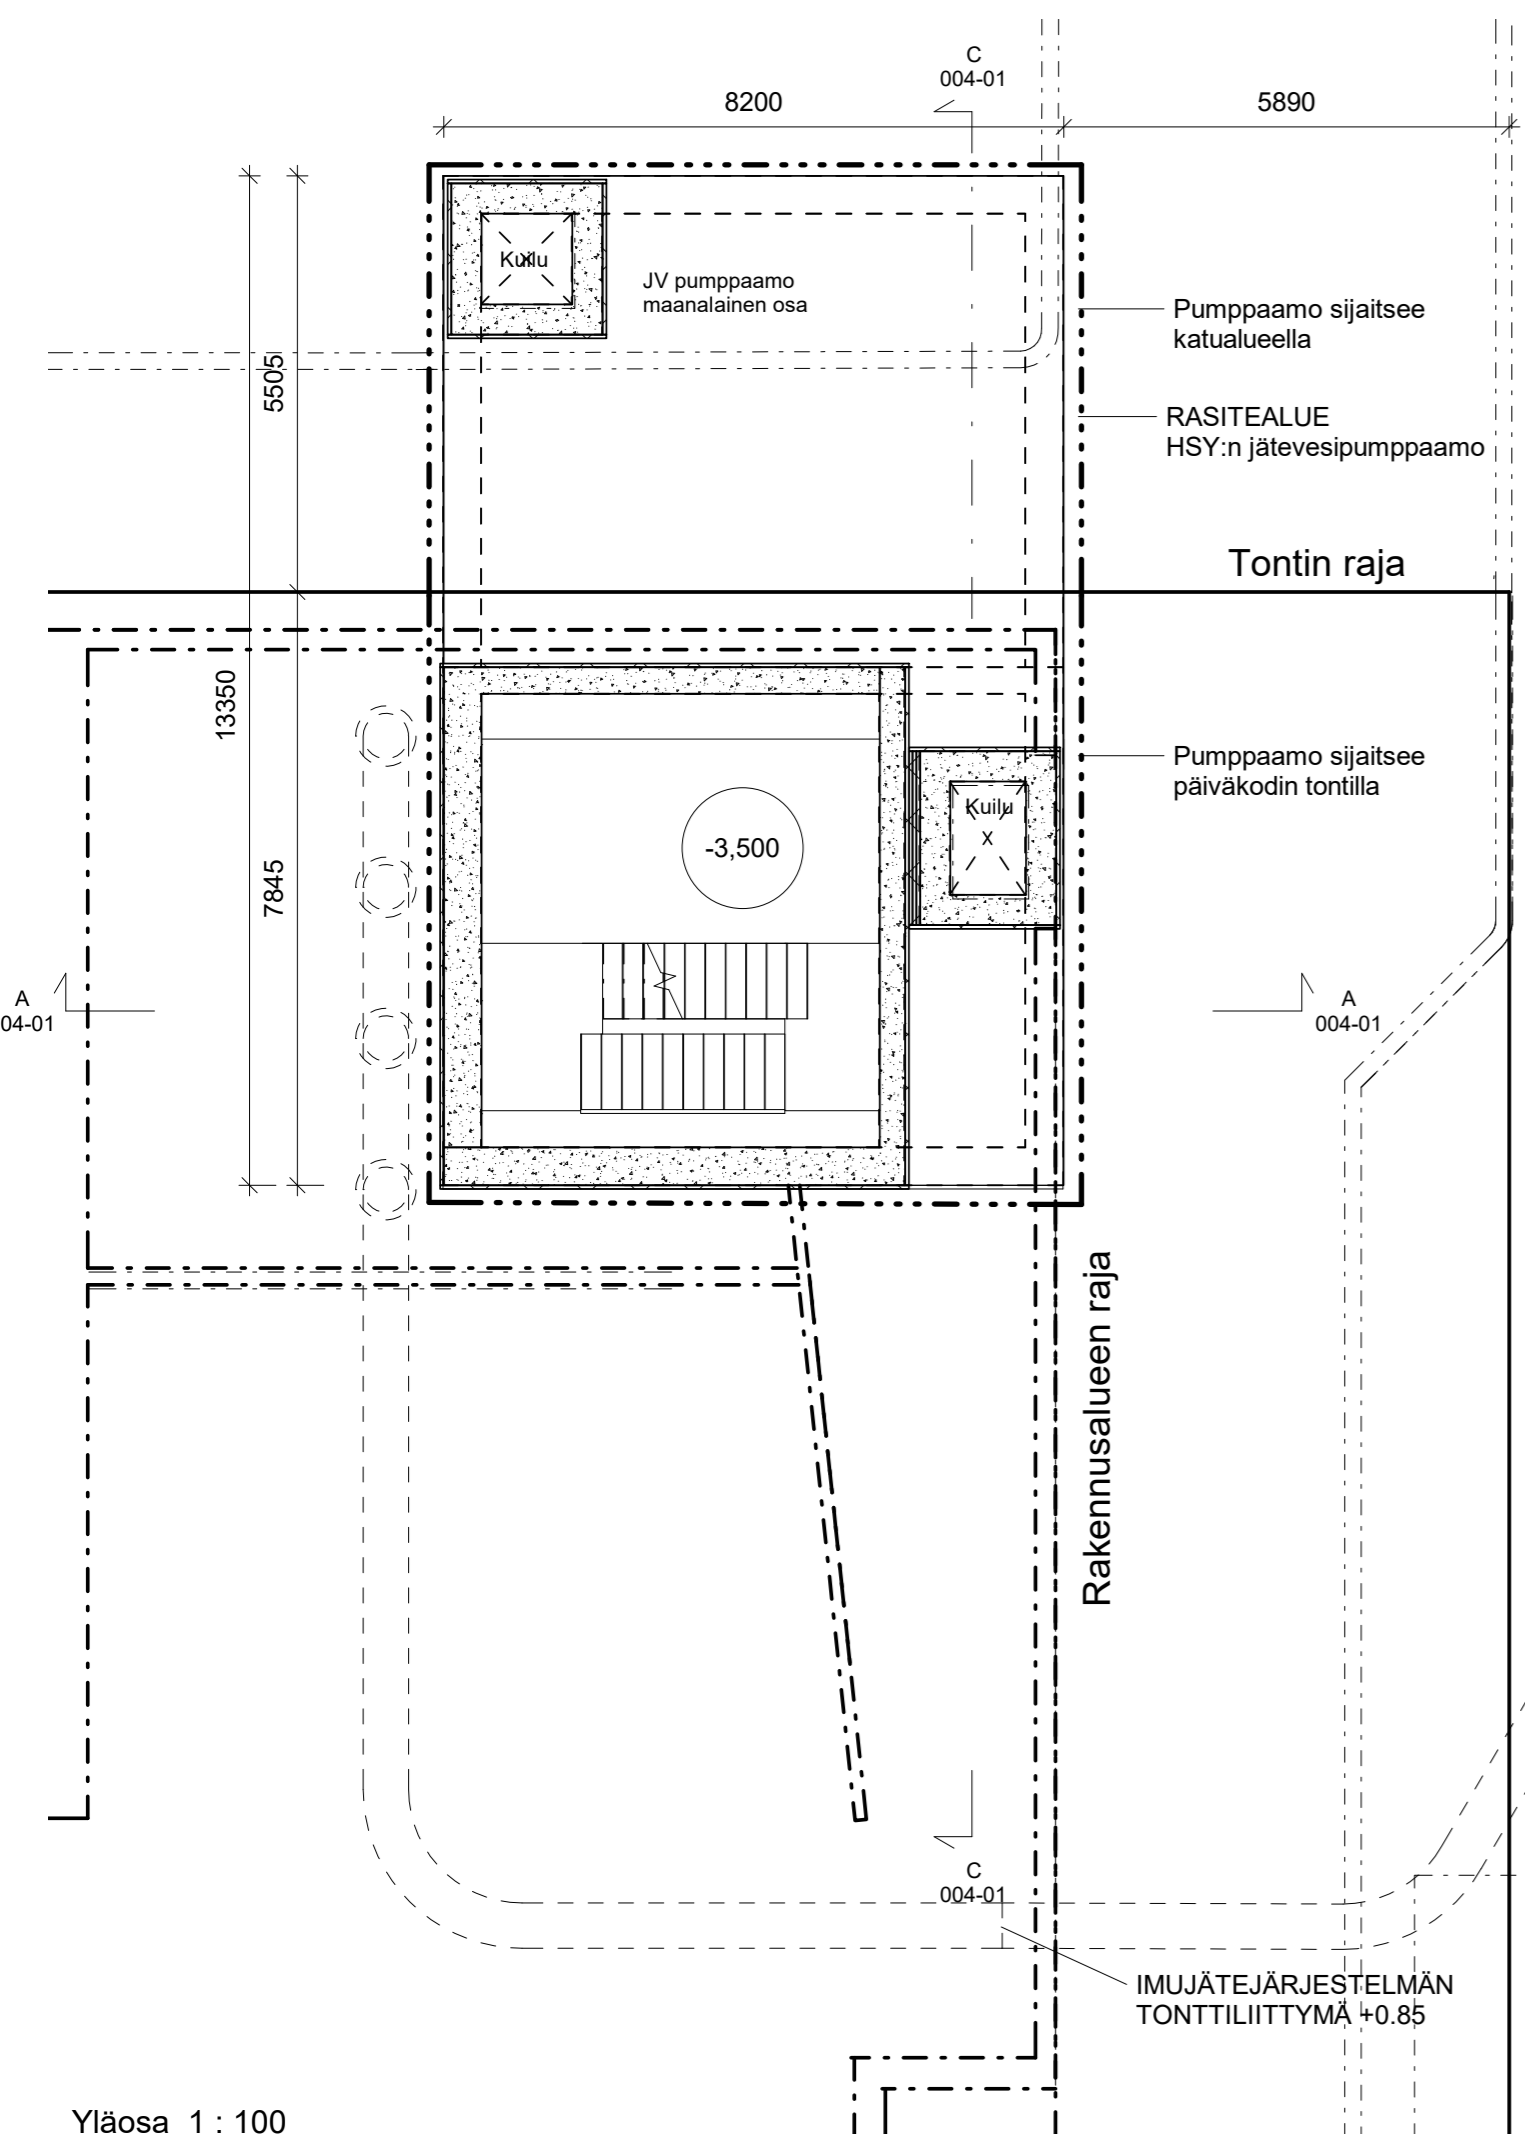 C
004-01
8200
5890
Kuilu
X
JV pumppaamo
maanalainen osa
Pumppaamo sijaitsee
katualueella
5505
RASITEALUE
HSY:n jätevesipumppaamo
Tontin raja
13350
Pumppaamo sijaitsee
päiväkodin tontilla
Kuilu
X
-3,500
7845
A
04-01
A
004-01
Rakennusalueen raja
C
004-01
IMUJÄTEJÄRJESTELMÄN
TONTTILIITTYMÄ +0.85
Yläosa 1 : 100